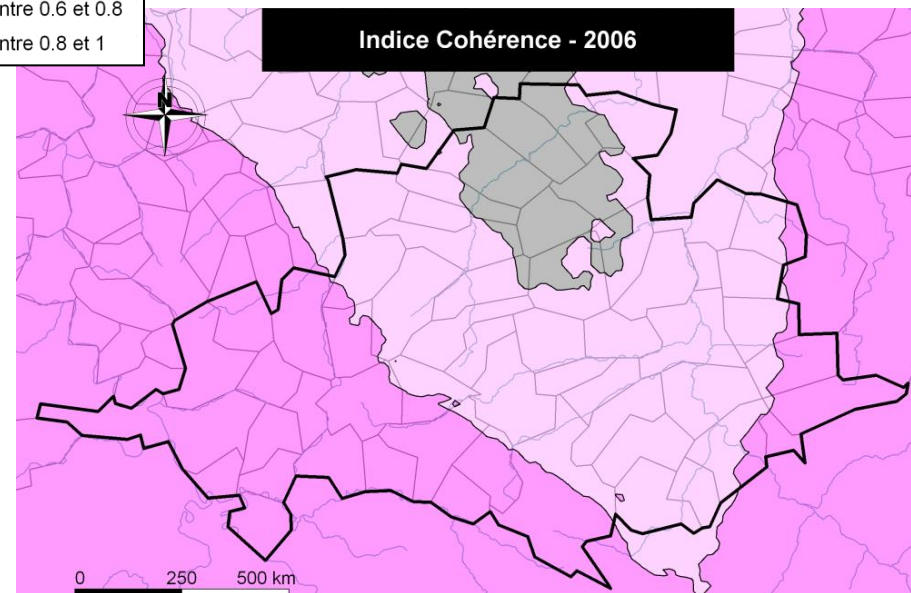 ntre 0.6 et 0.8
ntre 0.8 et 1
Indice Cohérence - 2006
N
0 250 500 km